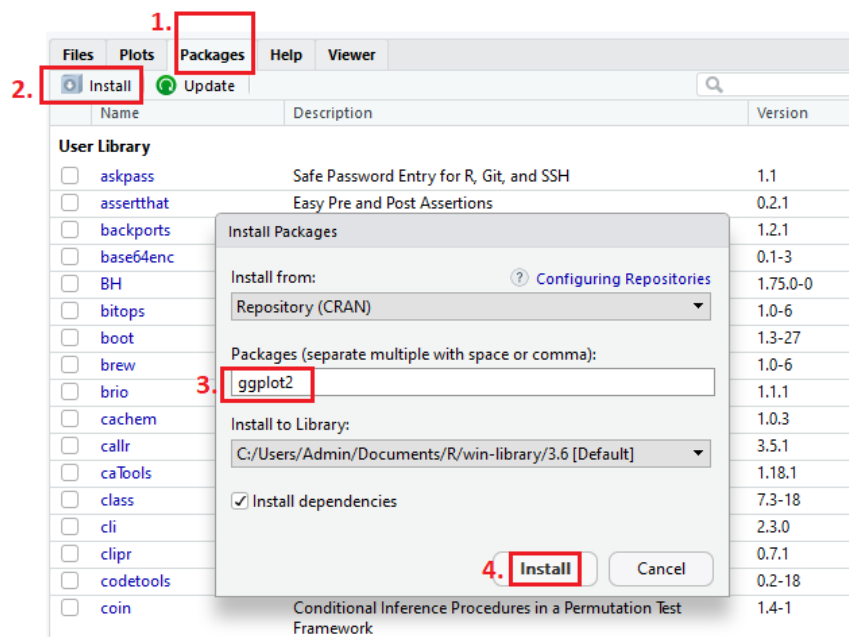 1.
Files Plots Packages Help Viewer
2. Install Update
Name Description Version
User Library
askpass Safe Password Entry for R, Git, and SSH 1.1
assertthat Easy Pre and Post Assertions 0.2.1
backports 1.2.1
base64enc 0.1-3
BH 1.75.0-0
bitops 1.0-6
boot 1.3-27
brew 1.0-6
brio 1.1.1
cachem 1.0.3
callr 3.5.1
caTools 1.18.1
class 7.3-18
cli 2.3.0
clipr 0.7.1
codetools 0.2-18
coin Conditional Inference Procedures in a Permutation Test 1.4-1
Framework
Install Packages
Install from: ? Configuring Repositories
Repository (CRAN)
Packages (separate multiple with space or comma):
3. ggplot2
Install to Library:
C:/Users/Admin/Documents/R/win-library/3.6 [Default]
Install dependencies
4. Install Cancel